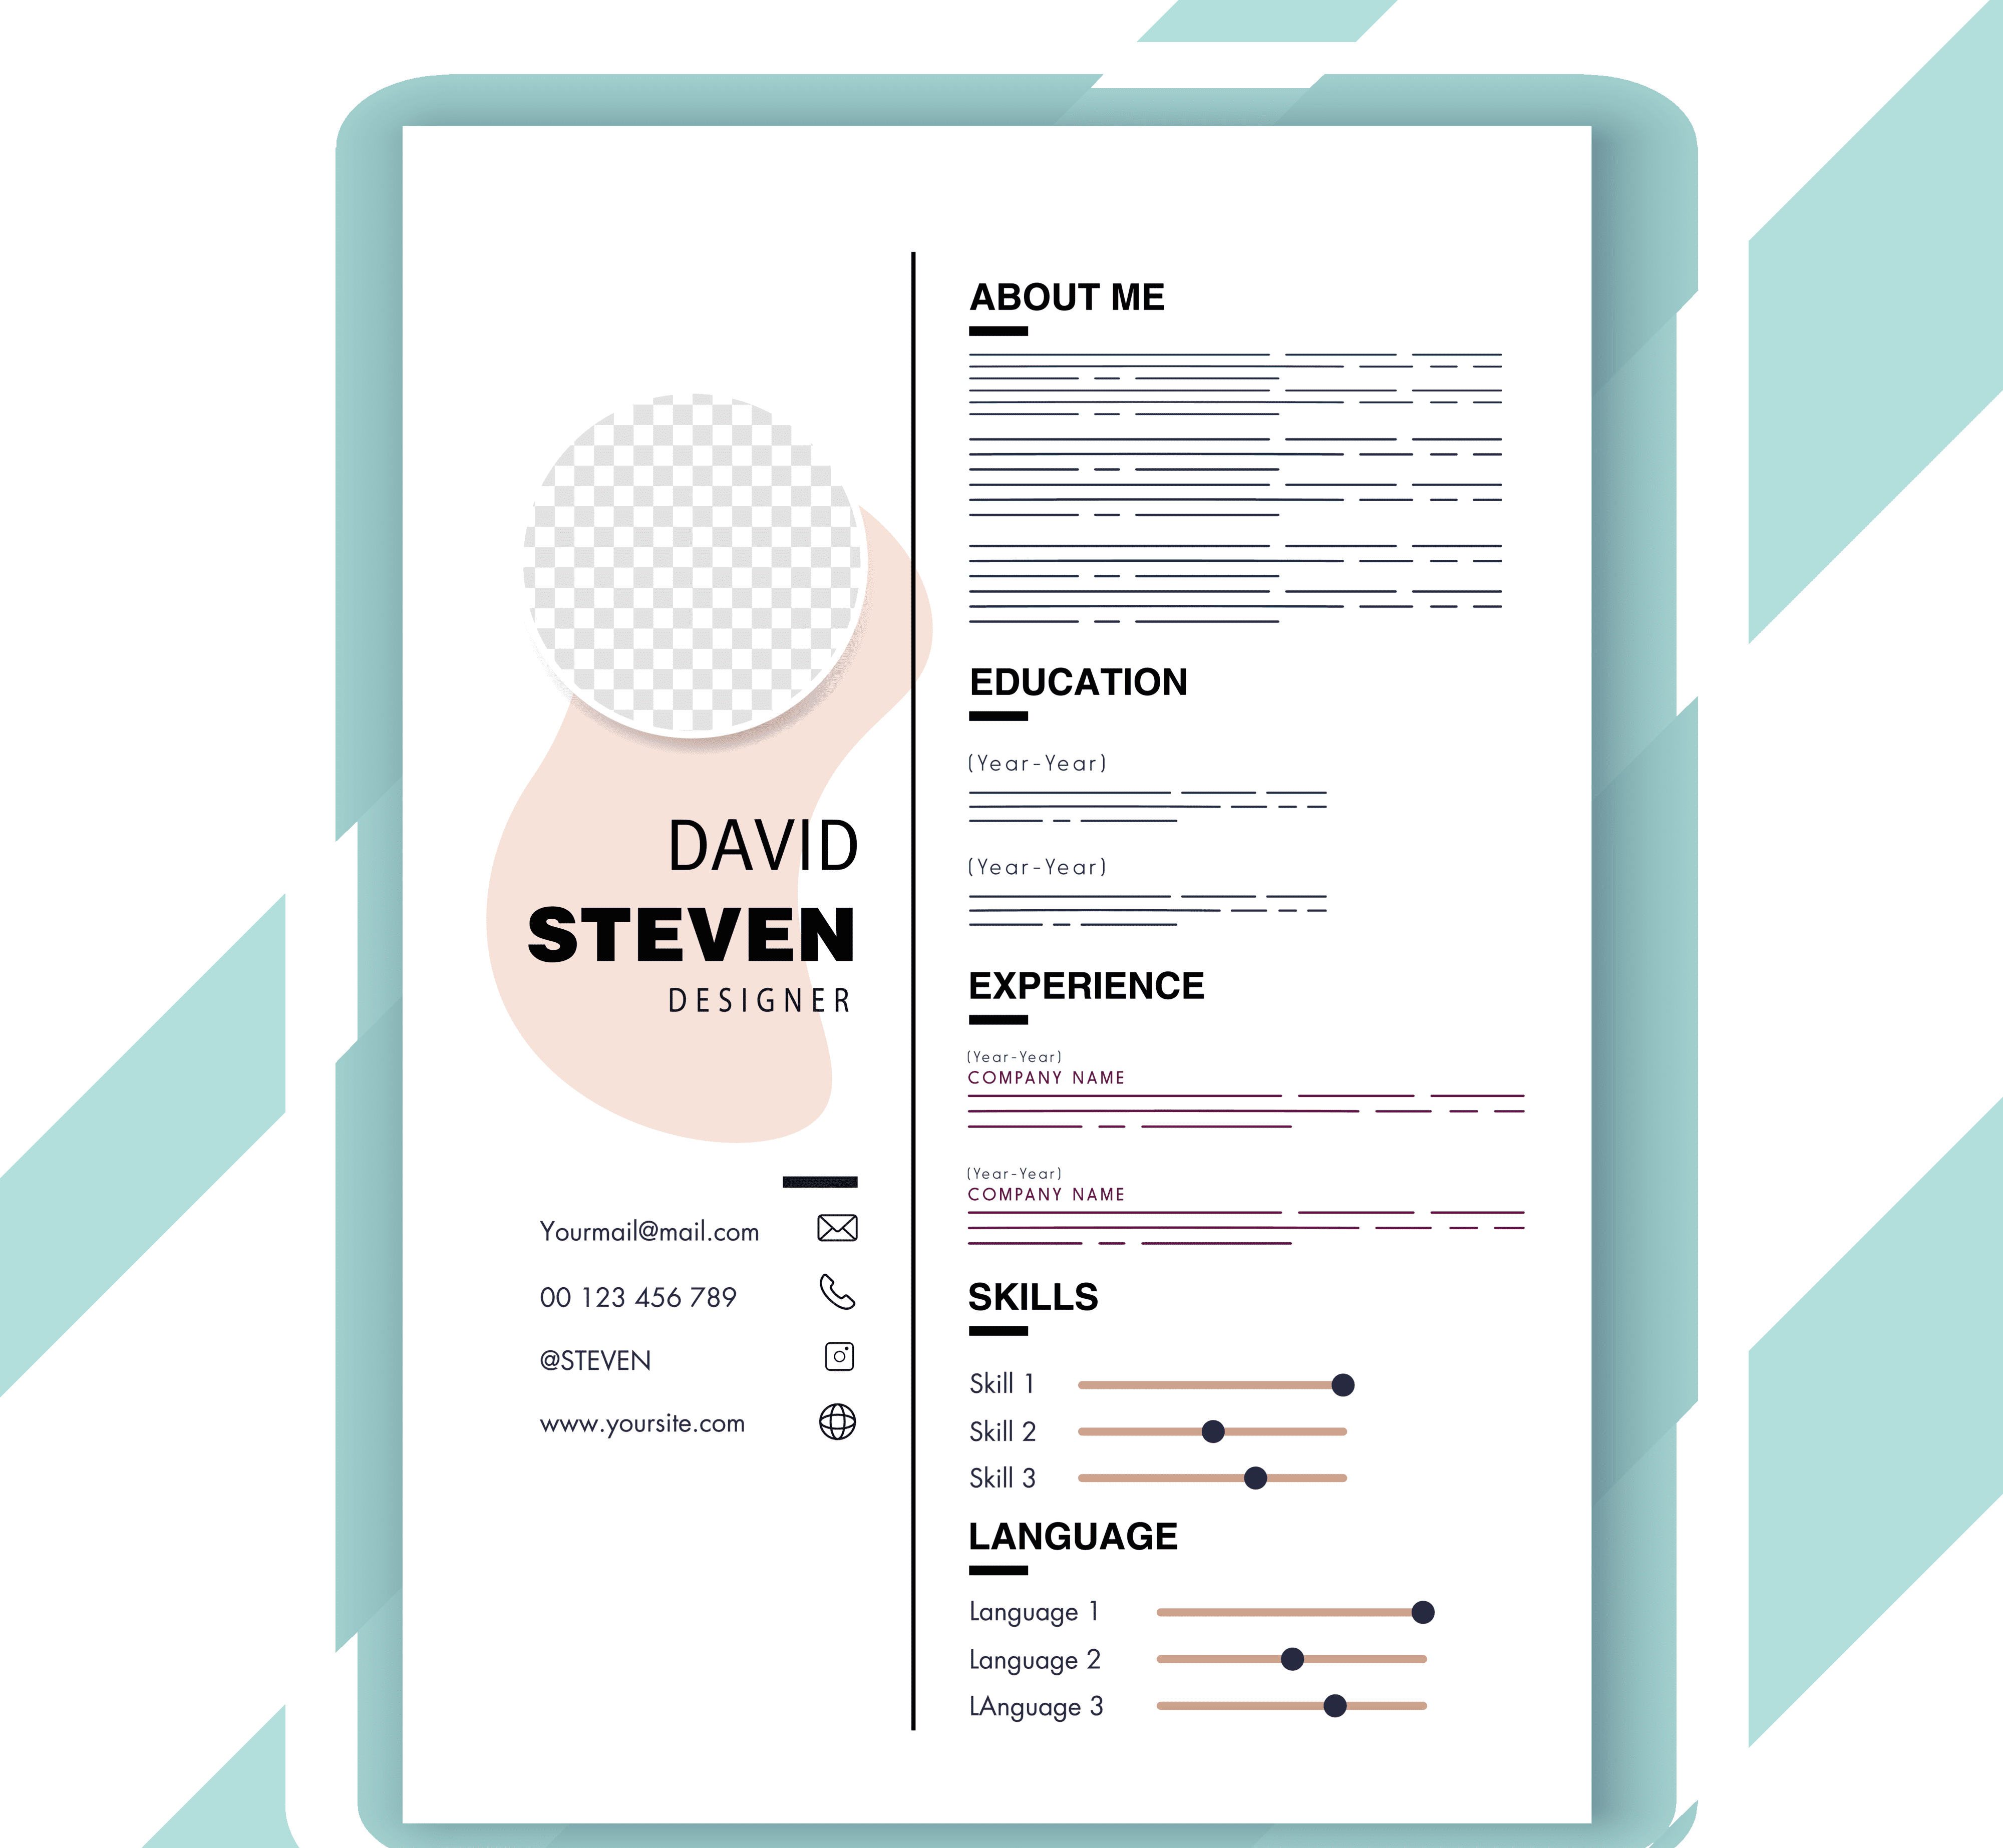 DAVID
STEVEN
DESIGNER
Yourmail@mail.com
00 123 456 789
@STEVEN
www.yoursite.com
ABOUT ME
EDUCATION
(Year-Year)
(Year-Year)
EXPERIENCE
(Year-Year)
COMPANY NAME
(Year-Year)
COMPANY NAME
SKILLS
Skill 1
Skill 2
Skill 3
LANGUAGE
Language 1
Language 2
LAnguage 3